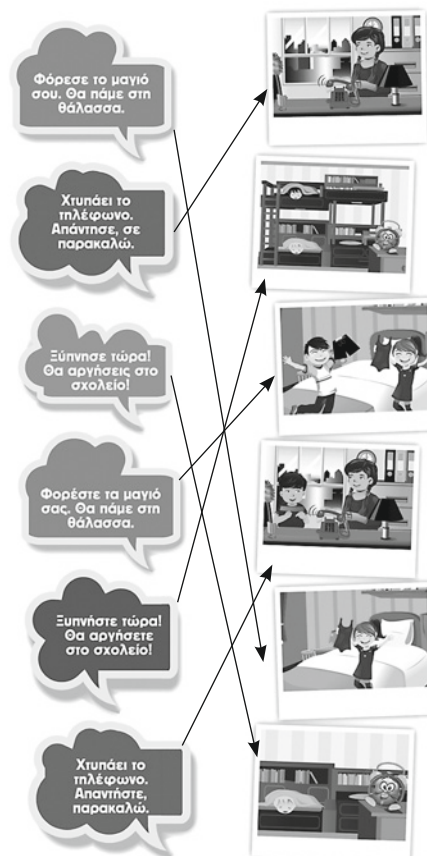 Φόρεσε το μαγιό
σου. Θα πάμε στη
θάλασσα.
Χτυπάει το
τηλέφωνο.
Απάντησε, σε
παρακαλώ.
Ξύπνησε τώρα!
Θα αργήσεις στο
σχολείο!
Φορέστε τα μαγιό
σας. Θα πάμε στη
θάλασσα.
Ξυπνήστε τώρα!
Θα αργήσετε
στο σχολείο!
Χτυπάει το
τηλέφωνο.
Απαντήστε,
παρακαλώ.